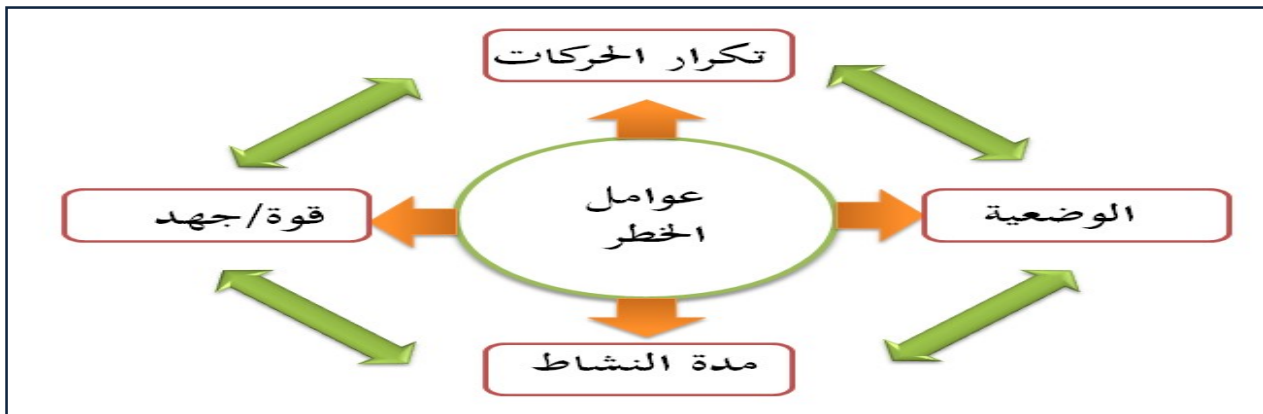 تكرار الحركات
عوامل
الخطر
الوضعية
قوة/جهد
مدة النشاط